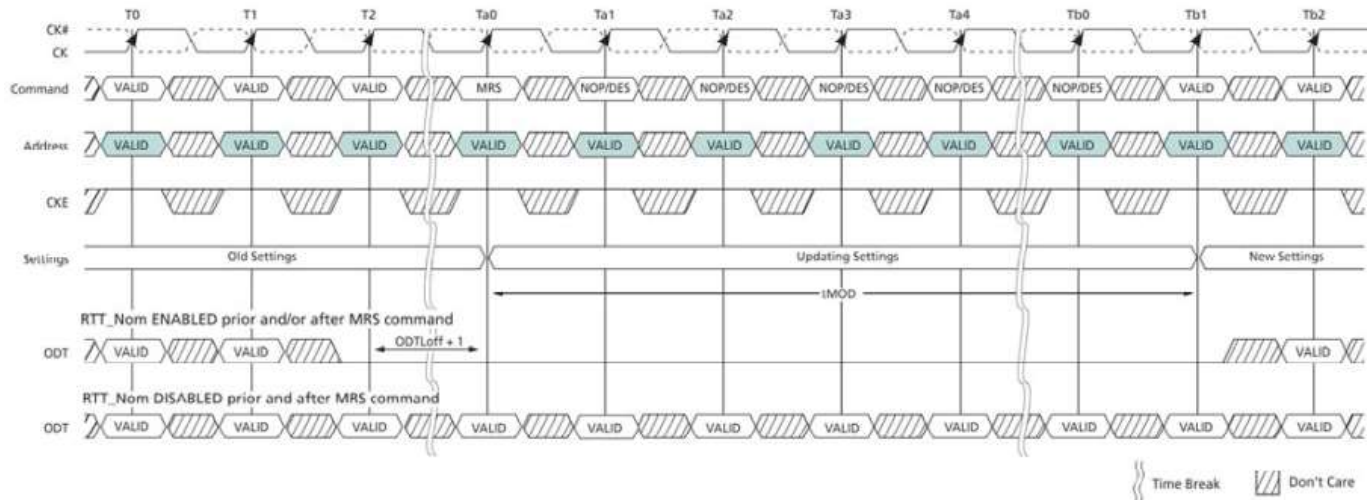 T0 T1 T2 Ta0 Ta1 Ta2 Ta3 Ta4 Tb0 Tb1 Tb2
CK#
CK
Command VALID VALID VALID MRS NOP/DES NOP/DES NOP/DES NOP/DES NOP/DES VALID VALID
Address VALID VALID VALID VALID VALID VALID VALID VALID VALID VALID VALID
CKE
Settings Old Settings Updating Settings New Settings
tMOD
RTT_Nom ENABLED prior and/or after MRS command
ODT VALID VALID ODTLoff + 1 VALID
RTT_Nom DISABLED prior and after MRS command
ODT VALID VALID VALID VALID VALID VALID VALID VALID VALID VALID VALID
Time Break Don't Care